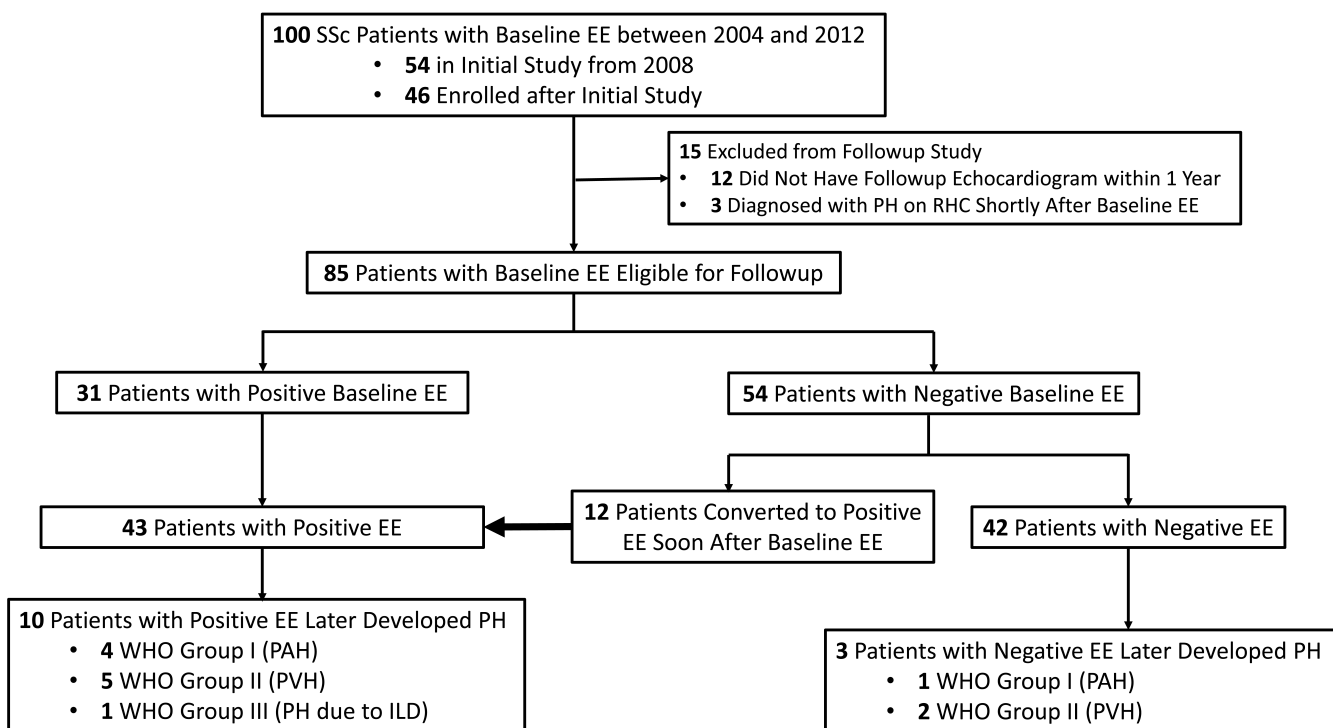 100 SSc Patients with Baseline EE between 2004 and 2012
• 54 in Initial Study from 2008
• 46 Enrolled after Initial Study
15 Excluded from Followup Study
• 12 Did Not Have Followup Echocardiogram within 1 Year
• 3 Diagnosed with PH on RHC Shortly After Baseline EE
85 Patients with Baseline EE Eligible for Followup
31 Patients with Positive Baseline EE
54 Patients with Negative Baseline EE
43 Patients with Positive EE
12 Patients Converted to Positive
EE Soon After Baseline EE
42 Patients with Negative EE
10 Patients with Positive EE Later Developed PH
• 4 WHO Group I (PAH)
• 5 WHO Group II (PVH)
• 1 WHO Group III (PH due to ILD)
3 Patients with Negative EE Later Developed PH
• 1 WHO Group I (PAH)
• 2 WHO Group II (PVH)